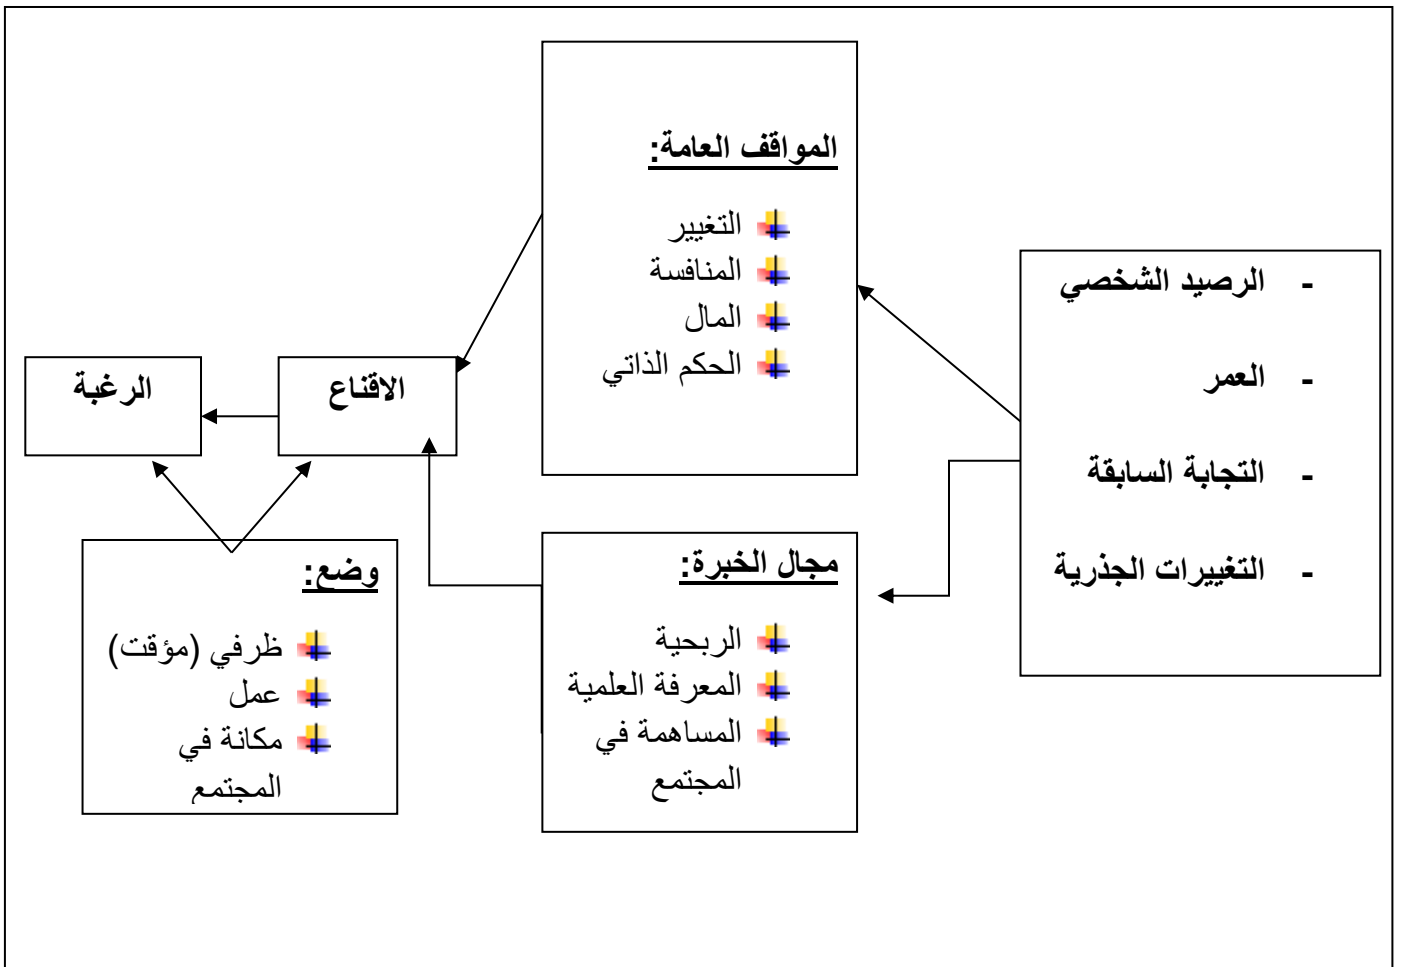 المواقف العامة:
التغيير
المنافسة
المال
الحكم الذاتي
- الرصيد الشخصي
- العمر
- التجابة السابقة
- التغييرات الجذرية
الاقناع
الرغبة
مجال الخبرة:
الربحية
المعرفة العلمية
المساهمة في
المجتمع
وضع:
ظرفي (مؤقت)
عمل
مكانة في
المجتمع